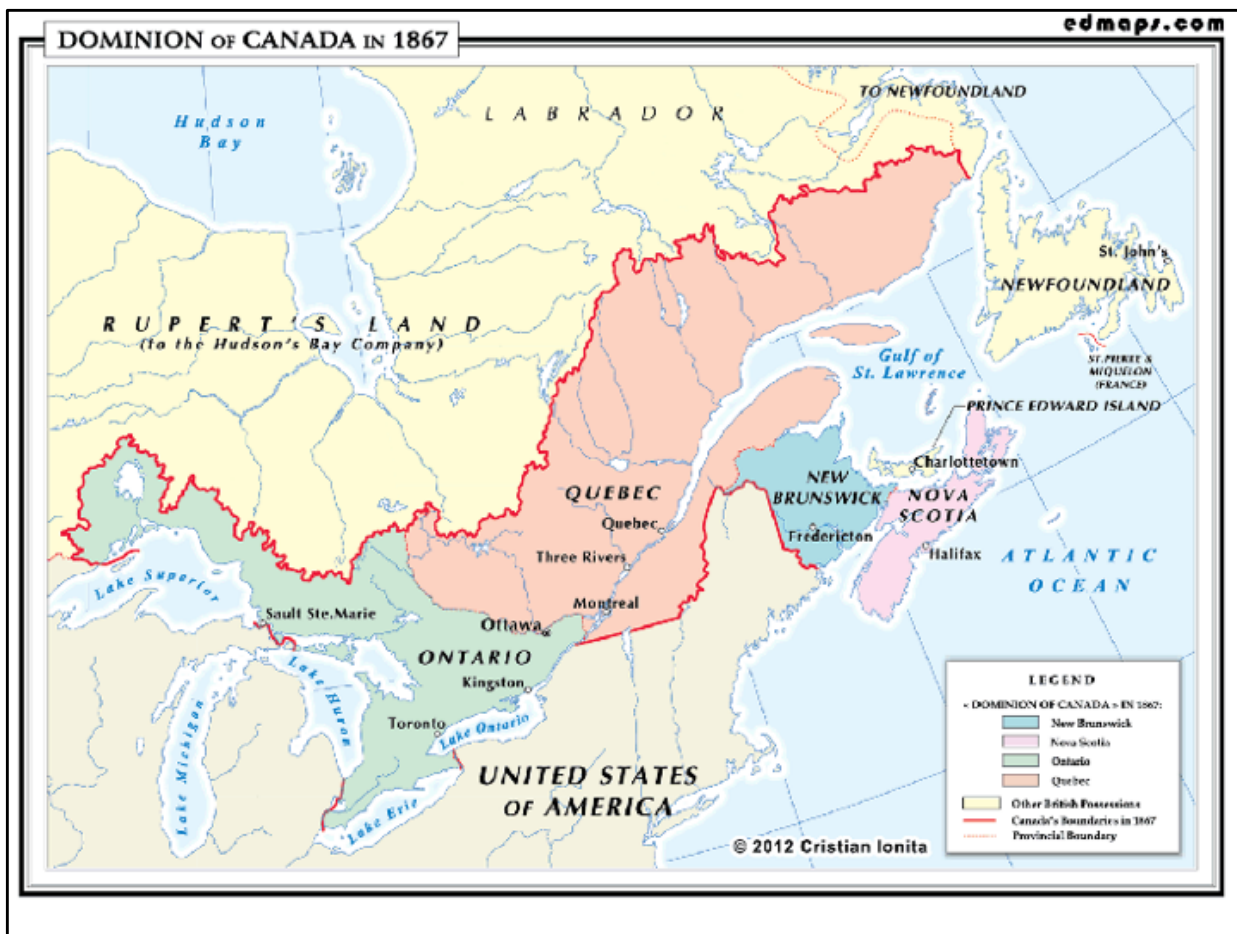 edmaps.com
DOMINION OF CANADA IN 1867
Hudson
Bay
LABRADOR
TO NEWFOUNDLAND
St. John's
NEWFOUNDLAND
RUPERT'S LAND
(to the Hudson's Bay Company)
Gulf of
St. Lawrence
ST. PIERRE &
MIQUELON
(FRANCE)
PRINCE EDWARD ISLAND
Charlottetown
QUEBEC
NEW
BRUNSWICK
NOVA
SCOTIA
Quebec
Fredericton
Three Rivers
Halifax
ATLANTIC
OCEAN
Lake Superior
Montreal
Sault Ste.Marie
Ottawa
ONTARIO
Kingston
Lake Huron
Lake Michigan
Toronto
Lake Ontario
Lake Erie
UNITED STATES
OF AMERICA
LEGEND
« DOMINION OF CANADA » IN 1867:
New Brunswick
Nova Scotia
Ontario
Quebec
Other British Possessions
Canada's Boundaries in 1867
Provincial Boundary
© 2012 Cristian Ionita